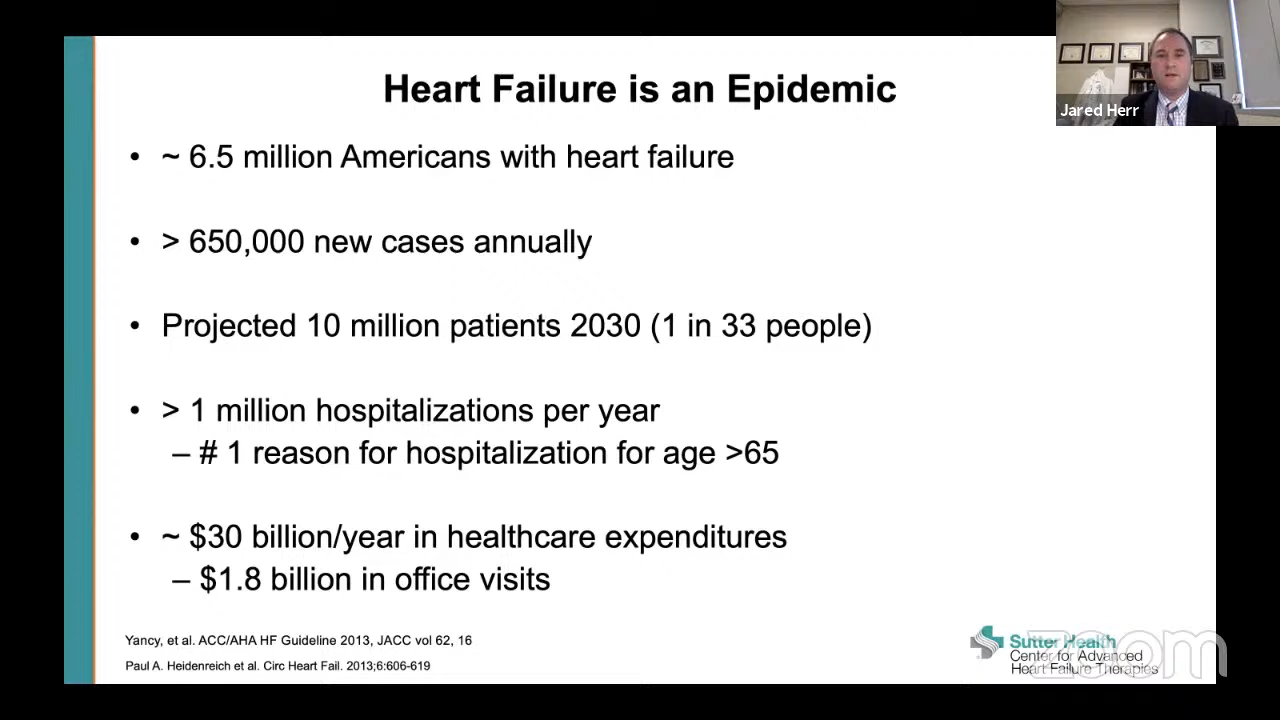 Heart Failure is an Epidemic
Jared Herr
• ~ 6.5 million Americans with heart failure
• > 650,000 new cases annually
• Projected 10 million patients 2030 (1 in 33 people)
• > 1 million hospitalizations per year
– # 1 reason for hospitalization for age >65
• ~ $30 billion/year in healthcare expenditures
– $1.8 billion in office visits
Yancy, et al. ACC/AHA HF Guideline 2013, JACC vol 62, 16
Paul A. Heidenreich et al. Circ Heart Fail. 2013;6:606-619
Sutter Health
Center for Advanced
Heart Failure Therapies
zoom